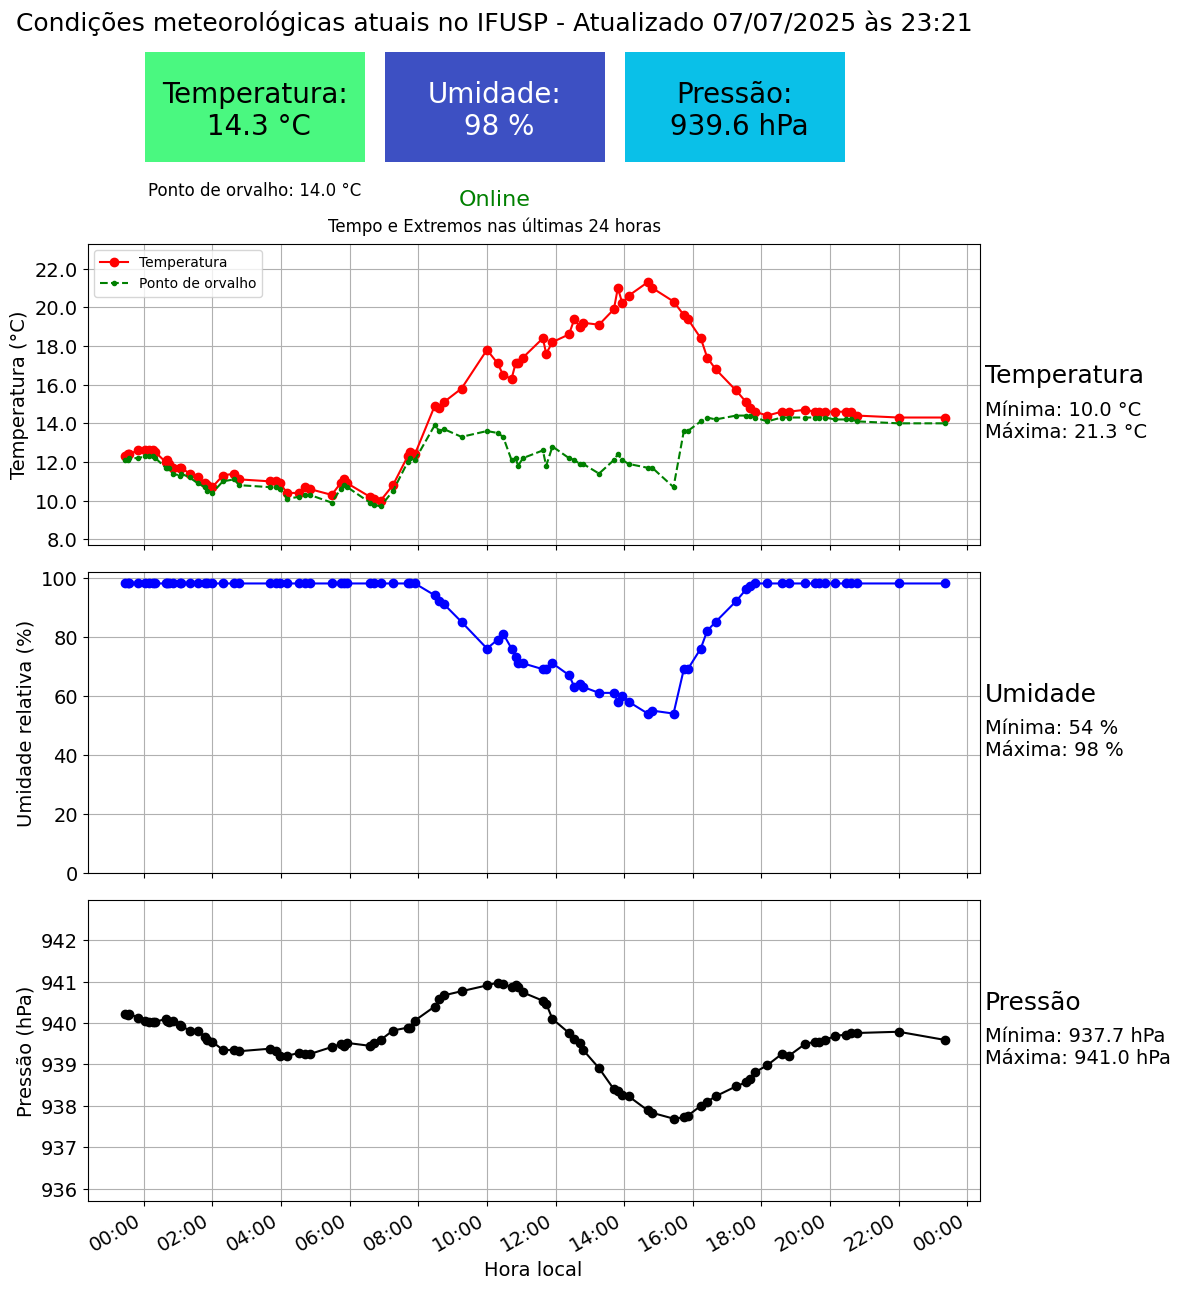 Condições meteorológicas atuais no IFUSP - Atualizado 07/07/2025 às 23:21
Temperatura:
14.3 °C
Umidade:
98 %
Pressão:
939.6 hPa
Ponto de orvalho: 14.0 °C
Online
Tempo e Extremos nas últimas 24 horas
Temperatura
Ponto de orvalho
Temperatura (°C)
22.0
20.0
18.0
16.0
14.0
12.0
10.0
8.0
Temperatura
Mínima: 10.0 °C
Máxima: 21.3 °C
Umidade relativa (%)
100
80
60
40
20
0
Umidade
Mínima: 54 %
Máxima: 98 %
Pressão (hPa)
942
941
940
939
938
937
936
Pressão
Mínima: 937.7 hPa
Máxima: 941.0 hPa
00:00 02:00 04:00 06:00 08:00 10:00 12:00 14:00 16:00 18:00 20:00 22:00 00:00
Hora local